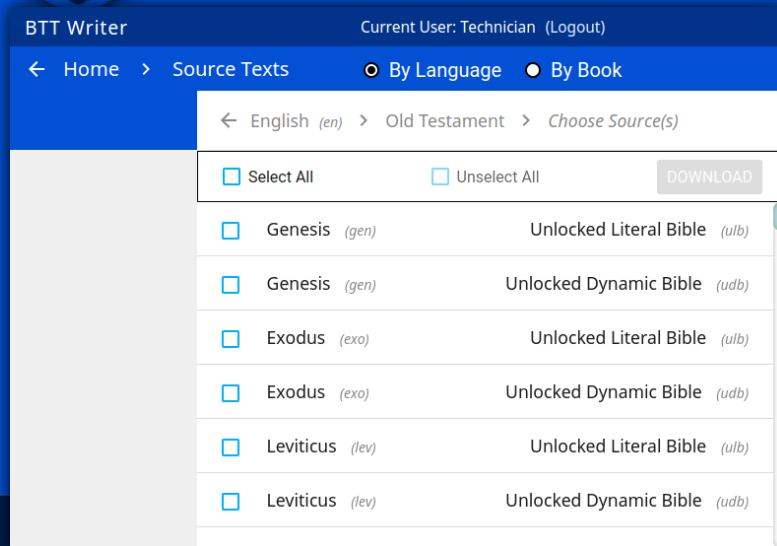 BTT Writer Current User: Technician (Logout)
← Home > Source Texts By Language By Book
← English (en) > Old Testament > Choose Source(s)
Select All Unselect All DOWNLOAD
Genesis (gen) Unlocked Literal Bible (ulb)
Genesis (gen) Unlocked Dynamic Bible (udb)
Exodus (exo) Unlocked Literal Bible (ulb)
Exodus (exo) Unlocked Dynamic Bible (udb)
Leviticus (lev) Unlocked Literal Bible (ulb)
Leviticus (lev) Unlocked Dynamic Bible (udb)